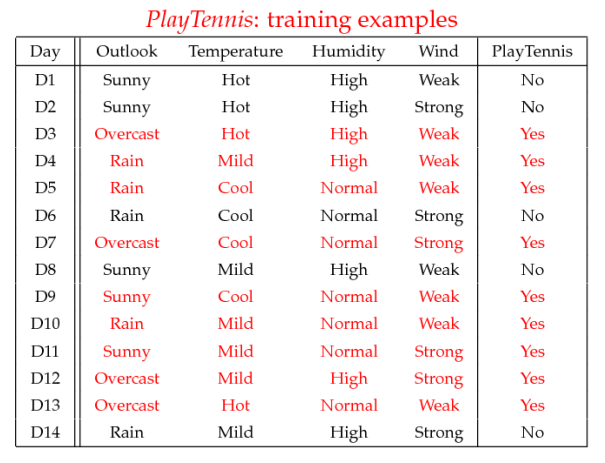 PlayTennis: training examples
Day Outlook Temperature Humidity Wind PlayTennis
D1 Sunny Hot High Weak No
D2 Sunny Hot High Strong No
D3 Overcast Hot High Weak Yes
D4 Rain Mild High Weak Yes
D5 Rain Cool Normal Weak Yes
D6 Rain Cool Normal Strong No
D7 Overcast Cool Normal Strong Yes
D8 Sunny Mild High Weak No
D9 Sunny Cool Normal Weak Yes
D10 Rain Mild Normal Weak Yes
D11 Sunny Mild Normal Strong Yes
D12 Overcast Mild High Strong Yes
D13 Overcast Hot Normal Weak Yes
D14 Rain Mild High Strong No